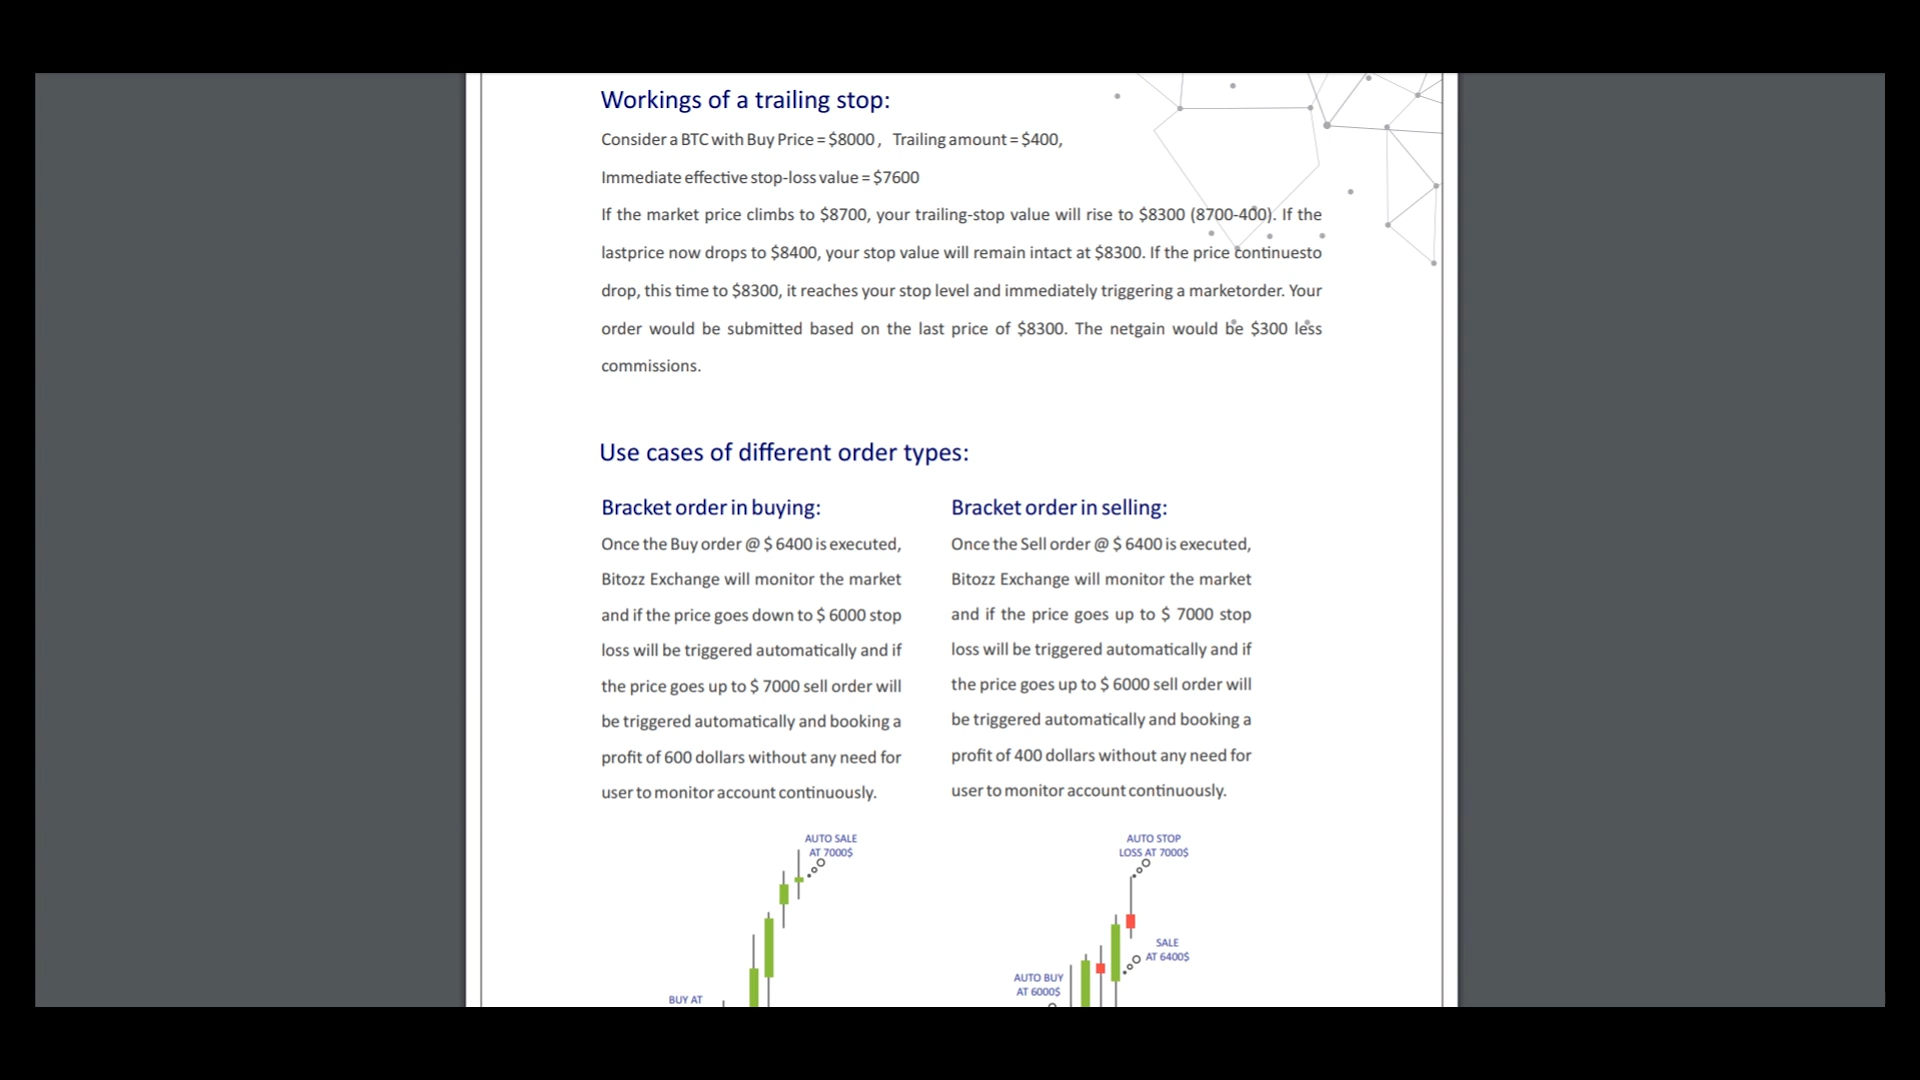 Workings of a trailing stop:
Consider a BTC with Buy Price = $8000 , Trailing amount = $400,
Immediate effective stop-loss value = $7600
If the market price climbs to $8700, your trailing-stop value will rise to $8300 (8700-400). If the
lastprice now drops to $8400, your stop value will remain intact at $8300. If the price continuesto
drop, this time to $8300, it reaches your stop level and immediately triggering a marketorder. Your
order would be submitted based on the last price of $8300. The netgain would be $300 less
commissions.
Use cases of different order types:
Bracket order in buying:
Once the Buy order @ $ 6400 is executed,
Bitozz Exchange will monitor the market
and if the price goes down to $ 6000 stop
loss will be triggered automatically and if
the price goes up to $ 7000 sell order will
be triggered automatically and booking a
profit of 600 dollars without any need for
user to monitor account continuously.
Bracket order in selling:
Once the Sell order @ $ 6400 is executed,
Bitozz Exchange will monitor the market
and if the price goes up to $ 7000 stop
loss will be triggered automatically and if
the price goes up to $ 6000 sell order will
be triggered automatically and booking a
profit of 400 dollars without any need for
user to monitor account continuously.
AUTO SALE
AT 7000$
BUY AT
AUTO STOP
LOSS AT 7000$
SALE
AT 6400$
AUTO BUY
AT 6000$